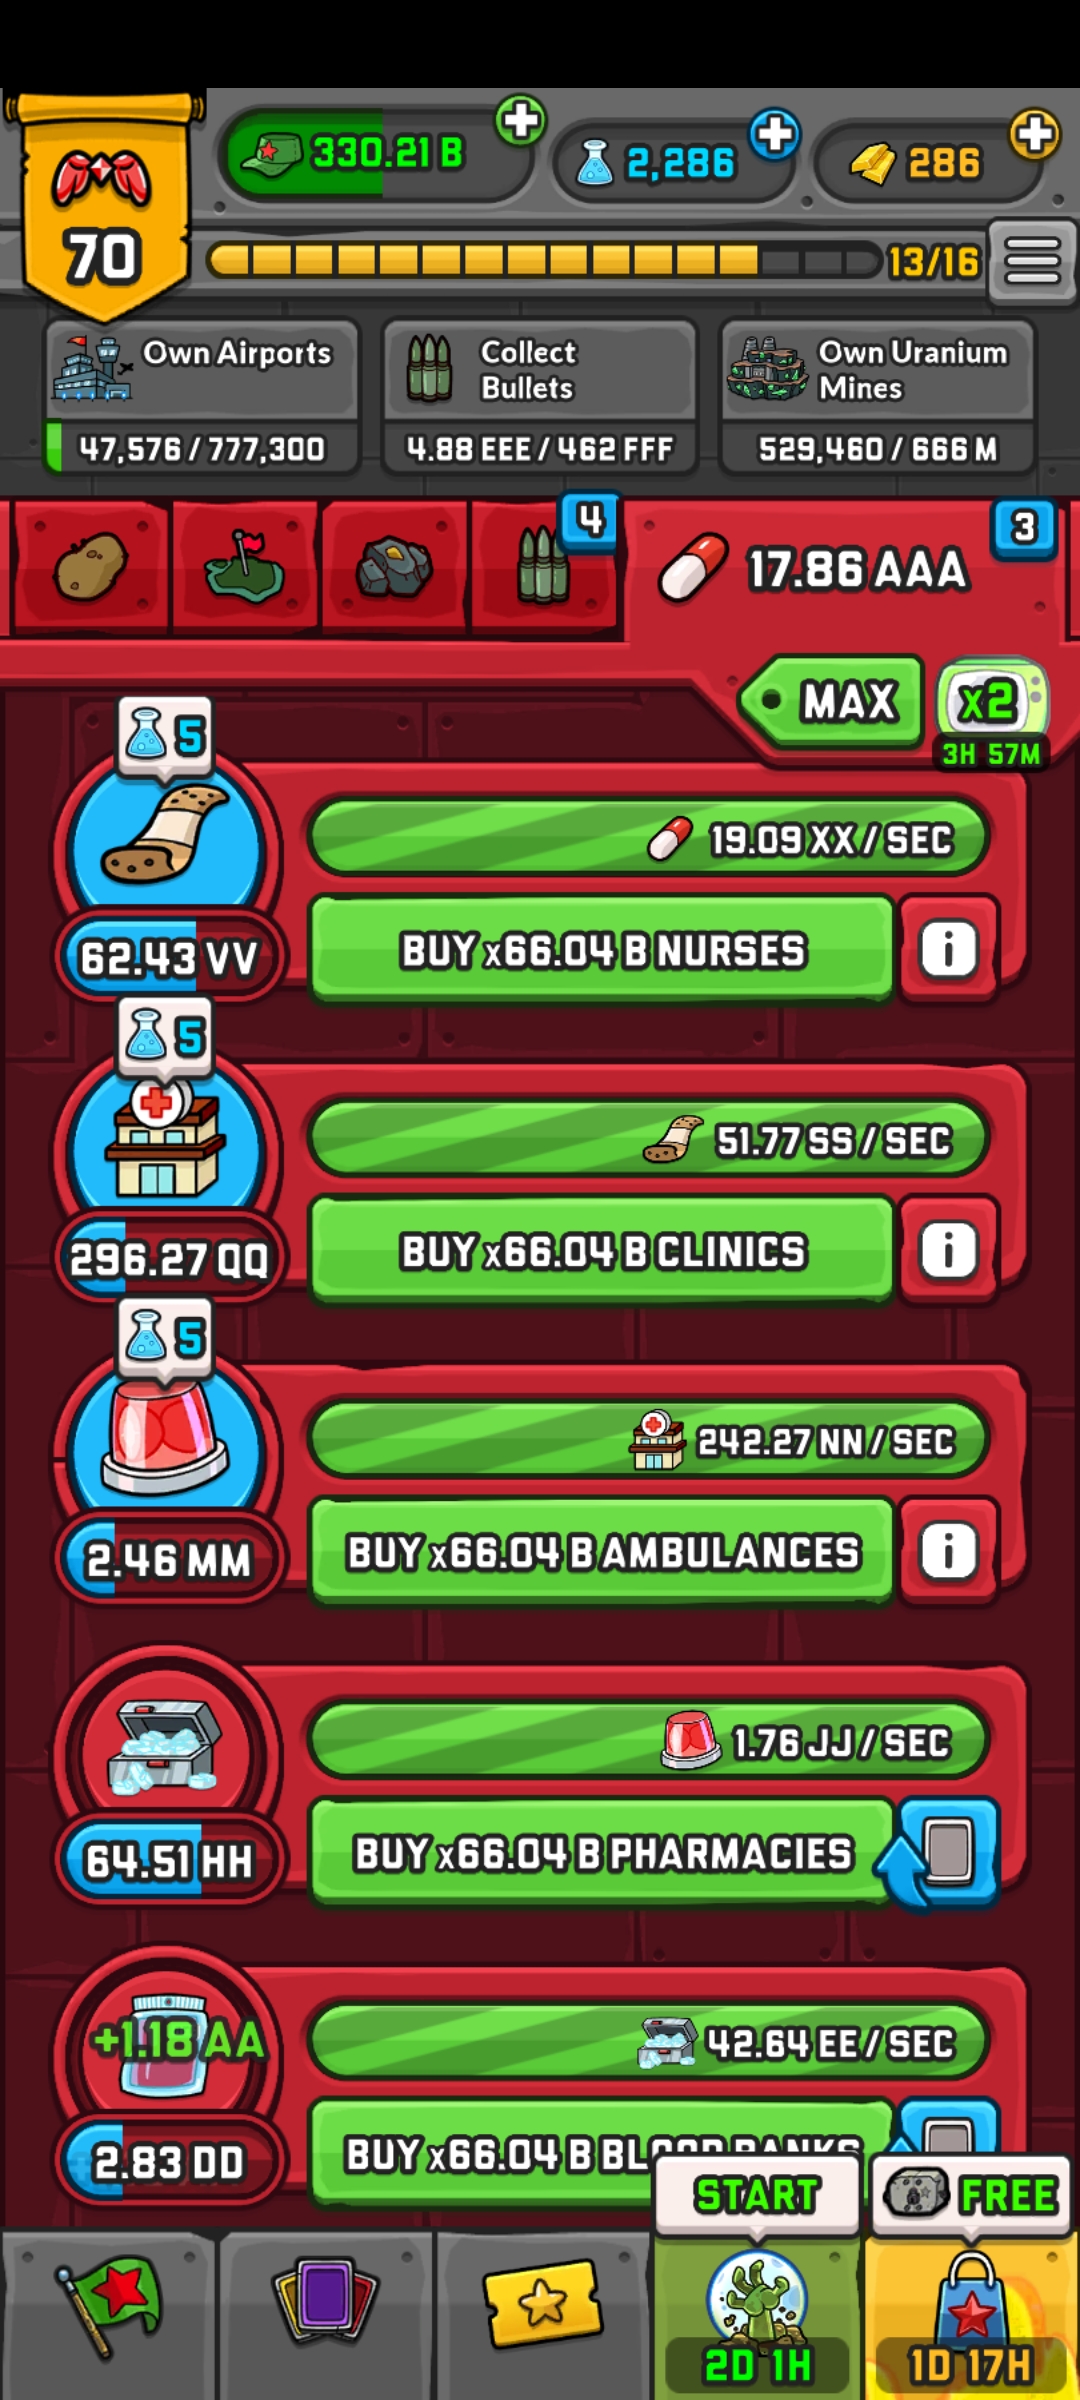 330.21 B
2,286
286
70
13/16
Own Airports
47,576 / 777,300
Collect
Bullets
4.88 EEE / 462 FFF
Own Uranium
Mines
529,460 / 666 M
4
17.86 AAA
3
MAX
x2
3H 57M
5
19.09 XX / SEC
BUY x66.04 B NURSES
i
62.43 VV
5
51.77 SS / SEC
BUY x66.04 B CLINICS
i
296.27 QQ
5
242.27 NN / SEC
BUY x66.04 B AMBULANCES
i
2.46 MM
1.76 JJ / SEC
BUY x66.04 B PHARMACIES
64.51 HH
+1.18 AA
42.64 EE / SEC
BUY x66.04 B BLOOD BANKS
2.83 DD
START
FREE
2D 1H
1D 17H